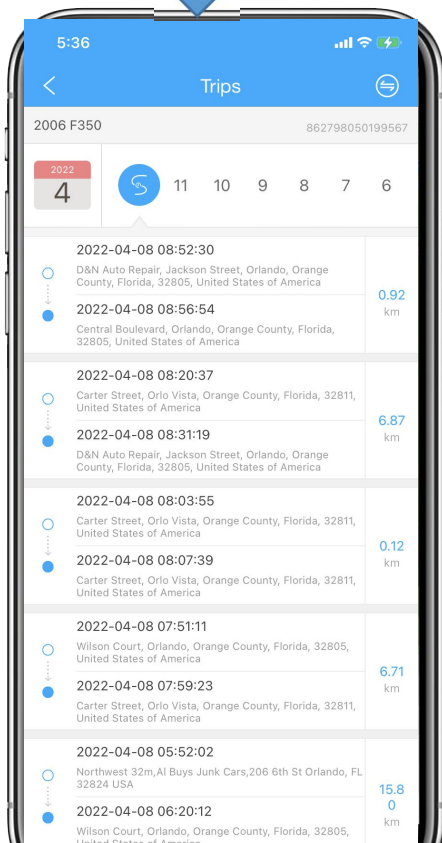 5:36
Trips
2006 F350
862798050199567
2022
4
11 10 9 8 7 6
2022-04-08 08:52:30
D&N Auto Repair, Jackson Street, Orlando, Orange
County, Florida, 32805, United States of America
0.92
km
2022-04-08 08:56:54
Central Boulevard, Orlando, Orange County, Florida,
32805, United States of America
2022-04-08 08:20:37
Carter Street, Orlo Vista, Orange County, Florida, 32811,
United States of America
6.87
km
2022-04-08 08:31:19
D&N Auto Repair, Jackson Street, Orlando, Orange
County, Florida, 32805, United States of America
2022-04-08 08:03:55
Carter Street, Orlo Vista, Orange County, Florida, 32811,
United States of America
0.12
km
2022-04-08 08:07:39
Carter Street, Orlo Vista, Orange County, Florida, 32811,
United States of America
2022-04-08 07:51:11
Wilson Court, Orlando, Orange County, Florida, 32805,
United States of America
6.71
km
2022-04-08 07:59:23
Carter Street, Orlo Vista, Orange County, Florida, 32811,
United States of America
2022-04-08 05:52:02
Northwest 32m,Al Buys Junk Cars,206 6th St Orlando, FL
32824 USA
15.8
0
km
2022-04-08 06:20:12
Wilson Court, Orlando, Orange County, Florida, 32805,
United States of America